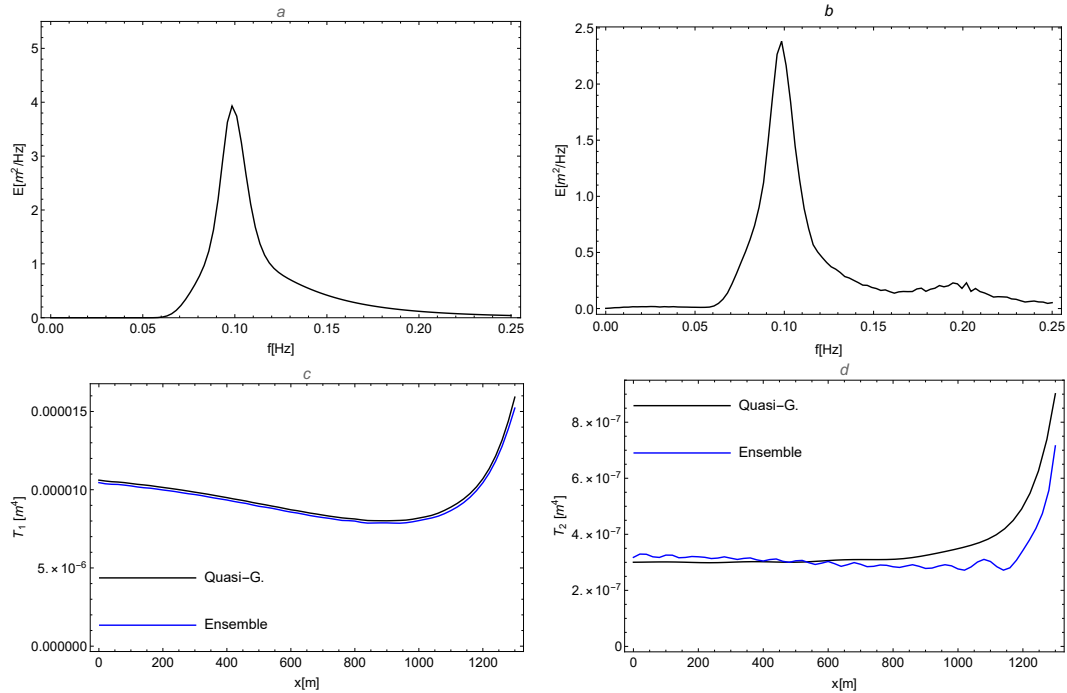 a
E[m²/Hz]
5
4
3
2
1
0
0.00 0.05 0.10 0.15 0.20 0.25
f[Hz]
b
E[m²/Hz]
2.5
2.0
1.5
1.0
0.5
0.0
0.00 0.05 0.10 0.15 0.20 0.25
f[Hz]
c
T₁ [m⁴]
0.000015
0.000010
5. × 10⁻⁶
0.000000
Quasi-G.
Ensemble
0 200 400 600 800 1000 1200
x[m]
d
T₂ [m⁴]
8. × 10⁻⁷
6. × 10⁻⁷
4. × 10⁻⁷
2. × 10⁻⁷
0
Quasi-G.
Ensemble
0 200 400 600 800 1000 1200
x[m]